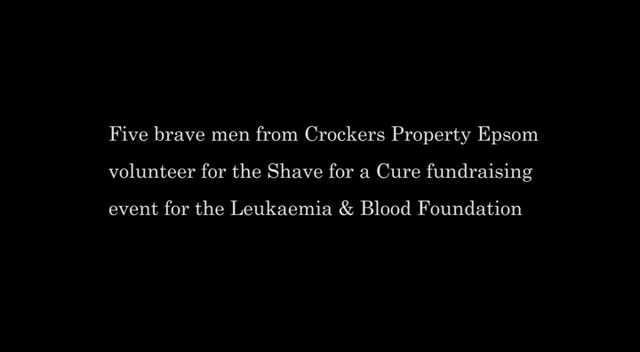 Five brave men from Crockers Property Epsom
volunteer for the Shave for a Cure fundraising
event for the Leukaemia & Blood Foundation